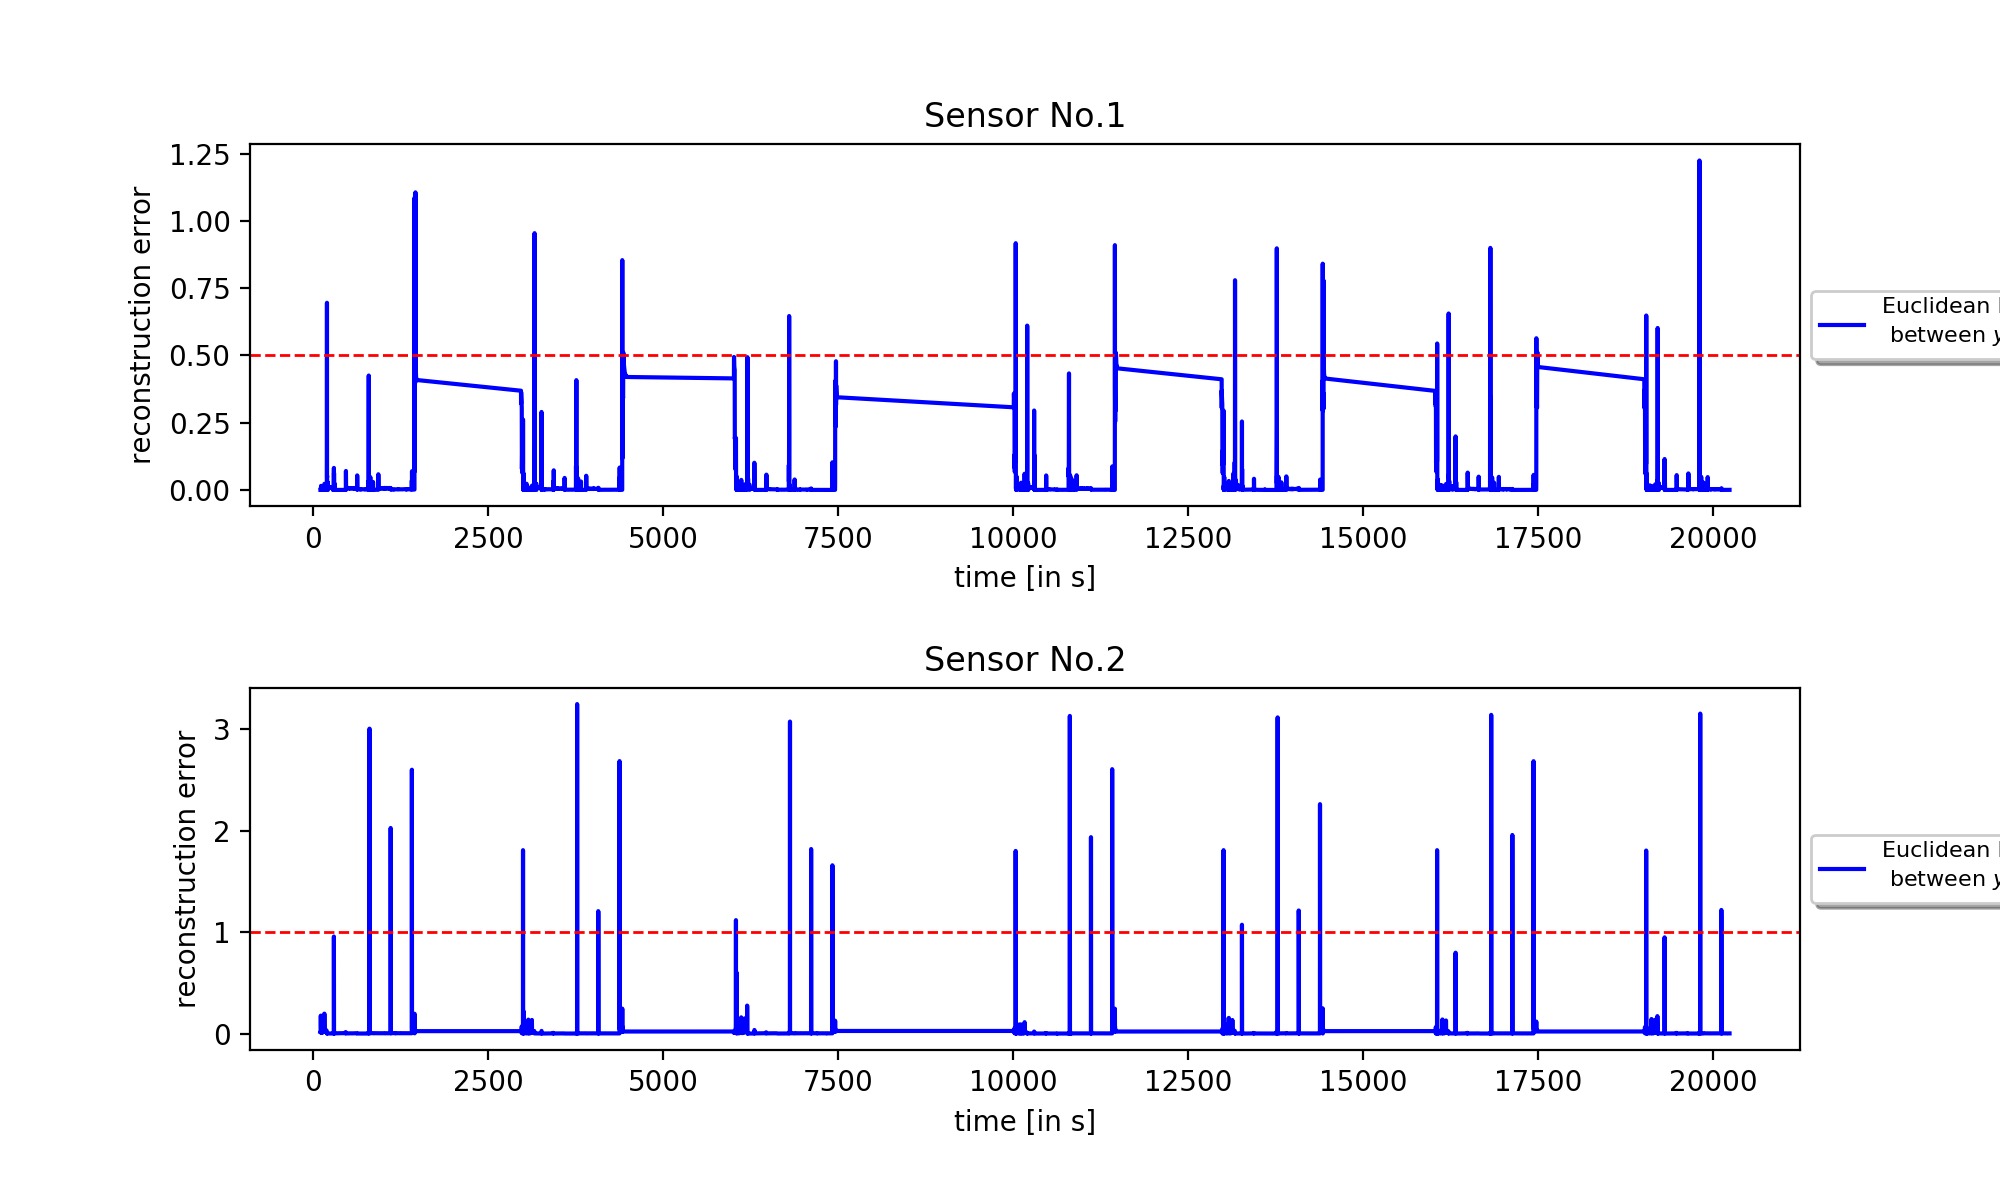 Sensor No.1
1.25
1.00
0.75
0.50
0.25
0.00
reconstruction error
0 2500 5000 7500 10000 12500 15000 17500 20000
time [in s]
Euclidean
between y
Sensor No.2
3
2
1
0
reconstruction error
0 2500 5000 7500 10000 12500 15000 17500 20000
time [in s]
Euclidean
between y